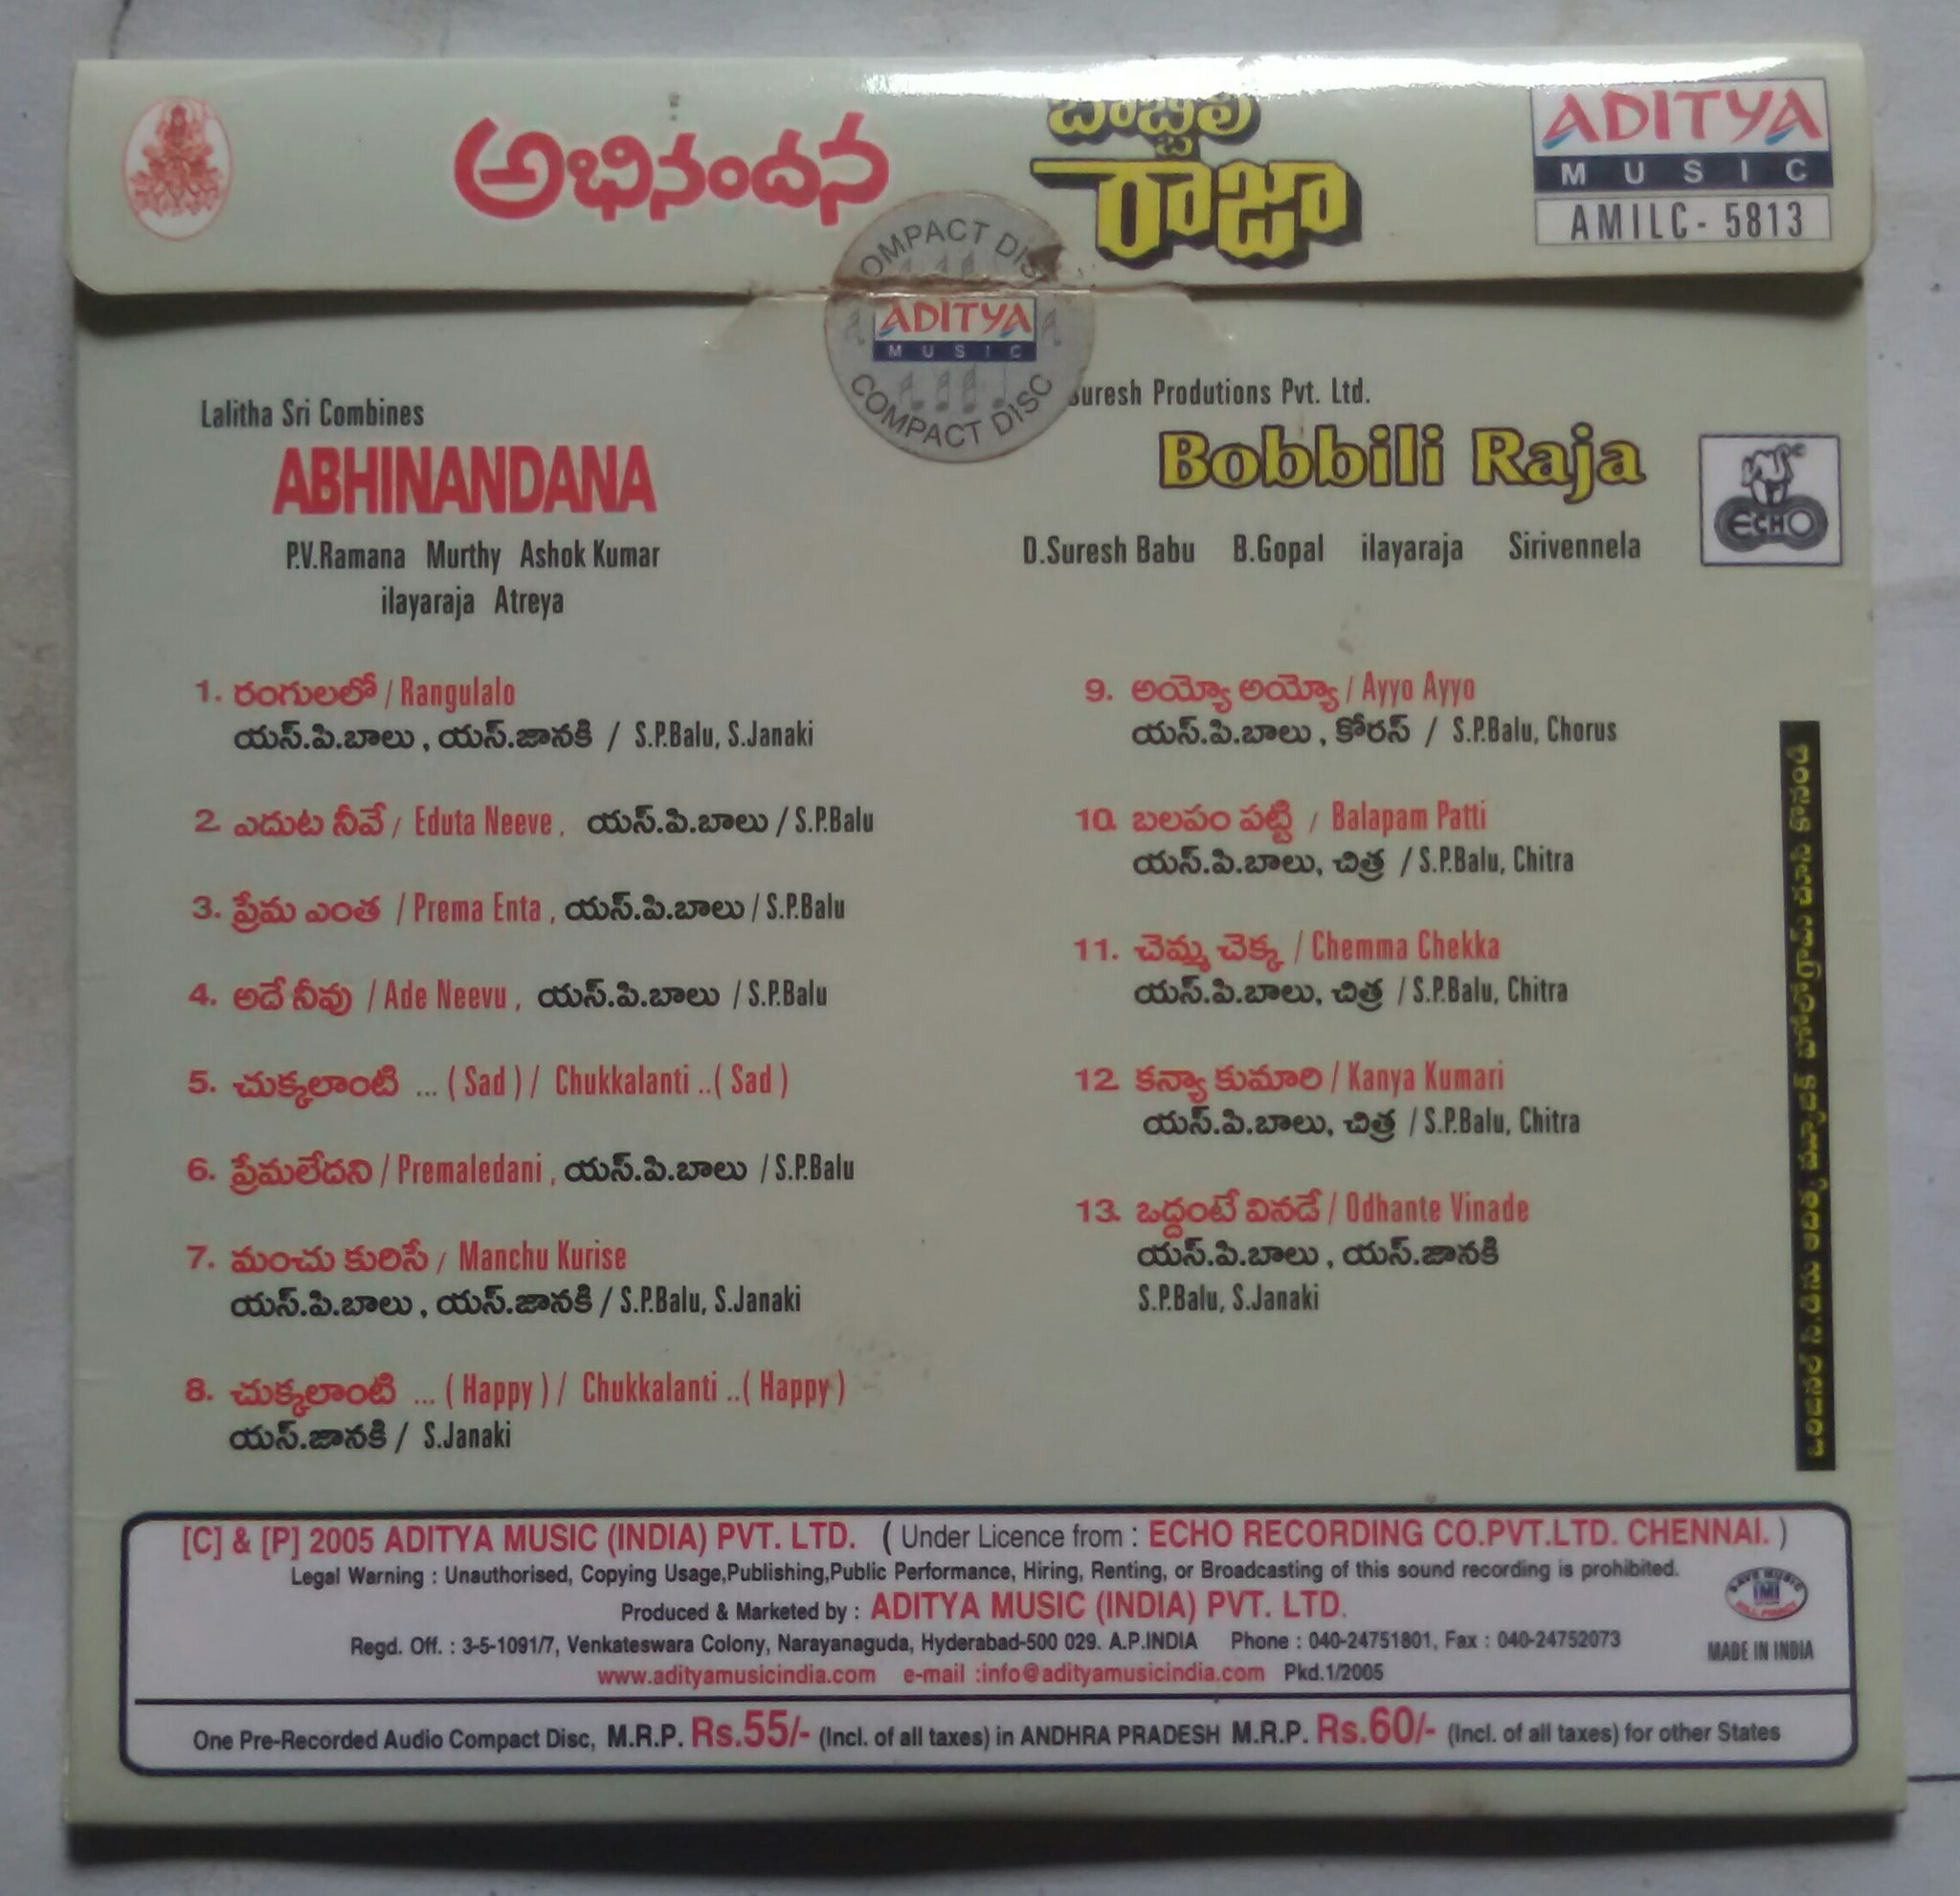 అభినందన
బొబ్బిలి
రాజా
ADITYA
MUSIC
AMILC - 5813
COMPACT DISC
ADITYA
MUSIC
COMPACT DISC
Lalitha Sri Combines
ABHINANDANA
P.V.Ramana Murthy Ashok Kumar
ilayaraja Atreya
1. రంగులలో / Rangulalo
యస్.పి.బాలు , యస్.జానకి / S.P.Balu, S.Janaki
2. ఎదుట నీవే / Eduta Neeve , యస్.పి.బాలు / S.P.Balu
3. ప్రేమ ఎంత / Prema Enta , యస్.పి.బాలు / S.P.Balu
4. అదే నీవు / Ade Neevu , యస్.పి.బాలు / S.P.Balu
5. చుక్కలాంటి ... ( Sad ) / Chukkalanti ..( Sad )
6. ప్రేమలేదని / Premaledani , యస్.పి.బాలు / S.P.Balu
7. మంచు కురిసే / Manchu Kurise
యస్.పి.బాలు , యస్.జానకి / S.P.Balu, S.Janaki
8. చుక్కలాంటి ... ( Happy ) / Chukkalanti ..( Happy )
యస్.జానకి / S.Janaki
Suresh Produtions Pvt. Ltd.
Bobbili Raja
D.Suresh Babu B.Gopal ilayaraja Sirivennela
ECHO
9. అయ్యో అయ్యో / Ayyo Ayyo
యస్.పి.బాలు , కోరస్ / S.P.Balu, Chorus
10. బలపం పట్టి / Balapam Patti
యస్.పి.బాలు, చిత్ర / S.P.Balu, Chitra
11. చెమ్మ చెక్క / Chemma Chekka
యస్.పి.బాలు, చిత్ర / S.P.Balu, Chitra
12. కన్యా కుమారి / Kanya Kumari
యస్.పి.బాలు, చిత్ర / S.P.Balu, Chitra
13. ఒద్దంటే వినడే / Odhante Vinade
యస్.పి.బాలు , యస్.జానకి
S.P.Balu, S.Janaki
ఒరిజినల్ సి.డిను ఆదిత్య మ్యూజిక్ హోలోగ్రామ్ చూసి కొనండి
[C] & [P] 2005 ADITYA MUSIC (INDIA) PVT. LTD. ( Under Licence from : ECHO RECORDING CO.PVT.LTD. CHENNAI. )
Legal Warning : Unauthorised, Copying Usage,Publishing,Public Performance, Hiring, Renting, or Broadcasting of this sound recording is prohibited.
Produced & Marketed by : ADITYA MUSIC (INDIA) PVT. LTD.
Regd. Off. : 3-5-1091/7, Venkateswara Colony, Narayanaguda, Hyderabad-500 029. A.P.INDIA Phone : 040-24751801, Fax : 040-24752073
www.adityamusicindia.com e-mail :info@adityamusicindia.com Pkd.1/2005
SAVE MUSIC
IMI
KILL PIRACY
MADE IN INDIA
One Pre-Recorded Audio Compact Disc, M.R.P. Rs.55/- (Incl. of all taxes) in ANDHRA PRADESH M.R.P. Rs.60/- (Incl. of all taxes) for other States